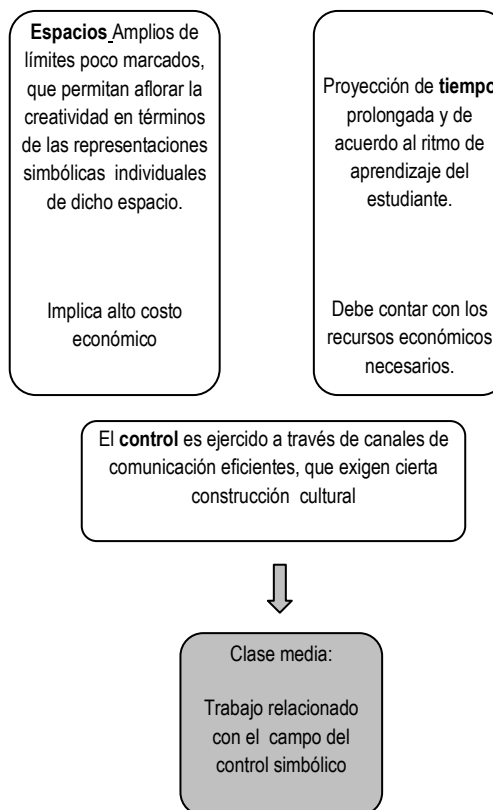 Espacios Amplios de
límites poco marcados,
que permitan aflorar la
creatividad en términos
de las representaciones
simbólicas individuales
de dicho espacio.
Implica alto costo
económico
Proyección de tiempo
prolongada y de
acuerdo al ritmo de
aprendizaje del
estudiante.
Debe contar con los
recursos económicos
necesarios.
El control es ejercido a través de canales de
comunicación eficientes, que exigen cierta
construcción cultural
Clase media:
Trabajo relacionado
con el campo del
control simbólico